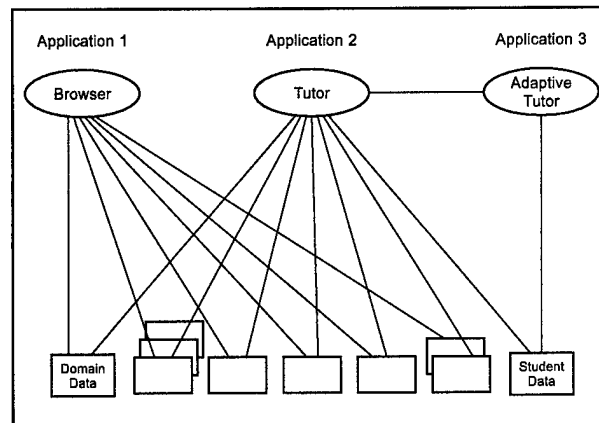 Application 1
Application 2
Application 3
Browser
Tutor
Adaptive
Tutor
Domain
Data
Student
Data